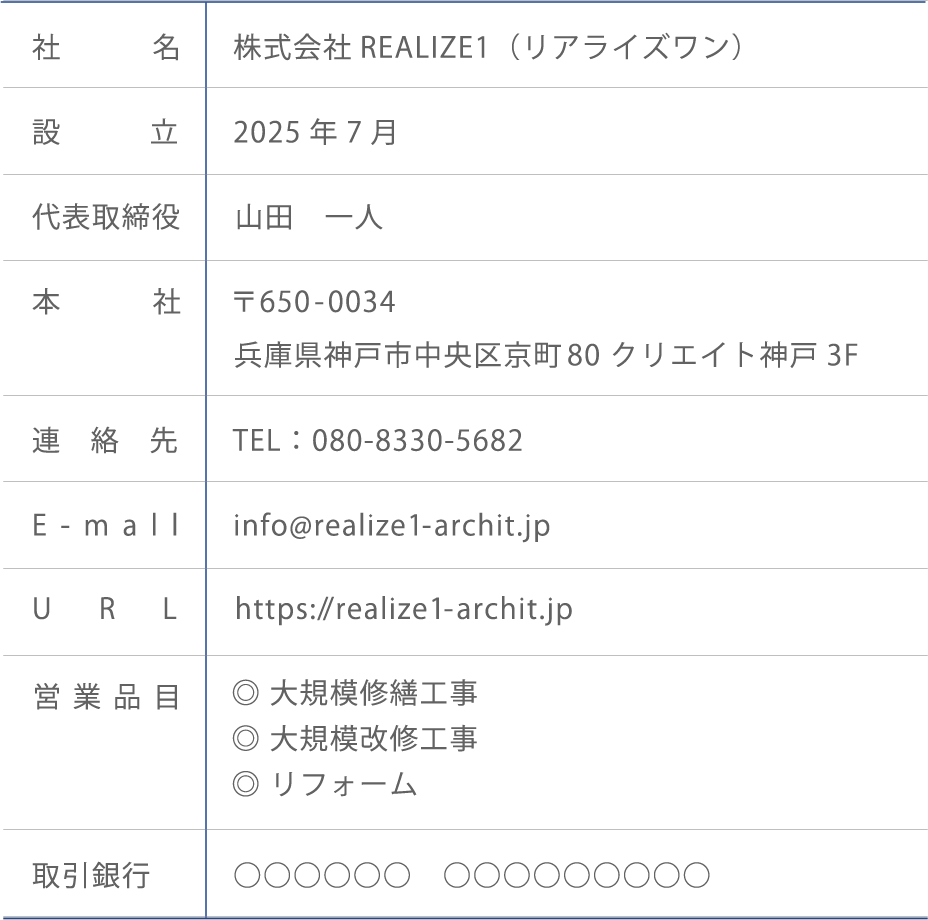 社名 株式会社 REALIZE1（リアライズワン）
設立 2025 年 7 月
代表取締役 山田　一人
本社 〒650-0034
兵庫県神戸市中央区京町 80 クリエイト神戸 3F
連絡先 TEL：080-8330-5682
E-mall info@realize1-archit.jp
URL https://realize1-archit.jp
営業品目 ◎ 大規模修繕工事
◎ 大規模改修工事
◎ リフォーム
取引銀行 〇〇〇〇〇〇　〇〇〇〇〇〇〇〇〇